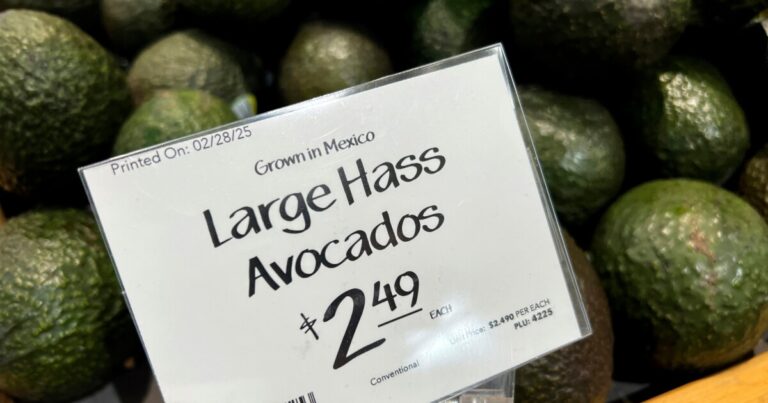 Printed On: 02/28/25
Grown in Mexico
Large Hass
Avocados
$2.49 EACH
Unit Price: $2.490 PER EACH
PLU: 4225
Conventional